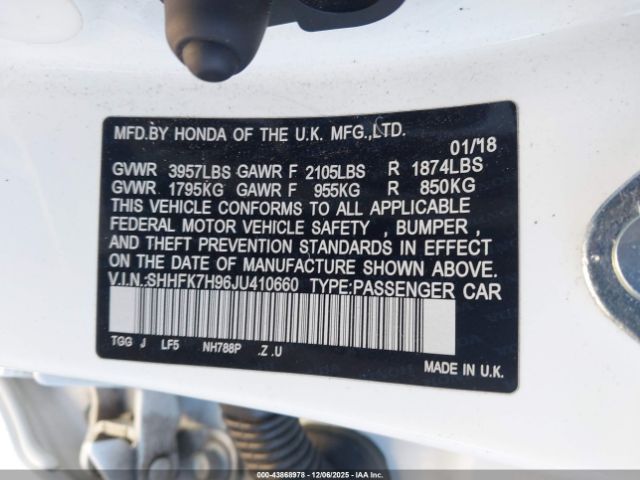 MFD.BY HONDA OF THE U.K. MFG.,LTD.
01/18
GVWR 3957LBS GAWR F 2105LBS R 1874LBS
GVWR 1795KG GAWR F 955KG R 850KG
THIS VEHICLE CONFORMS TO ALL APPLICABLE
FEDERAL MOTOR VEHICLE SAFETY , BUMPER ,
AND THEFT PREVENTION STANDARDS IN EFFECT
ON THE DATE OF MANUFACTURE SHOWN ABOVE.
V.I.N.:SHHFK7H96JU410660 TYPE:PASSENGER CAR
TGG J LF5 NH788P .Z .U
MADE IN U.K.
000-43868978 - 12/06/2025 - IAA HOLDINGS, LLC. COPYRIGHT